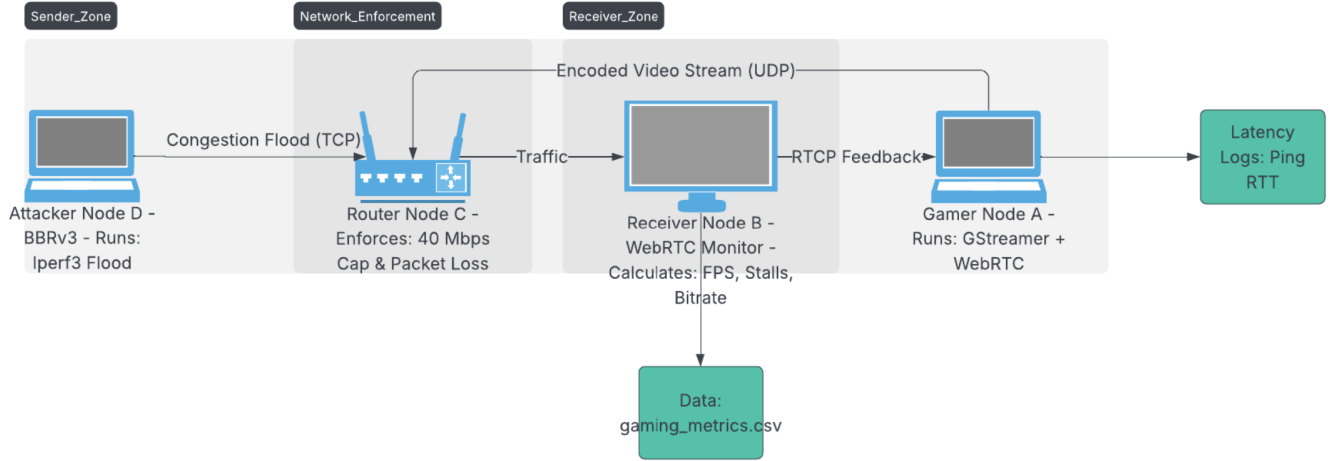 Sender_Zone
Network_Enforcement
Receiver_Zone
Encoded Video Stream (UDP)
Congestion Flood (TCP)
Traffic
RTCP Feedback
Latency
Logs: Ping
RTT
Attacker Node D -
BBRv3 - Runs:
Iperf3 Flood
Router Node C -
Enforces: 40 Mbps
Cap & Packet Loss
Receiver Node B -
WebRTC Monitor -
Calculates: FPS, Stalls,
Bitrate
Gamer Node A -
Runs: GStreamer +
WebRTC
Data:
gaming_metrics.csv